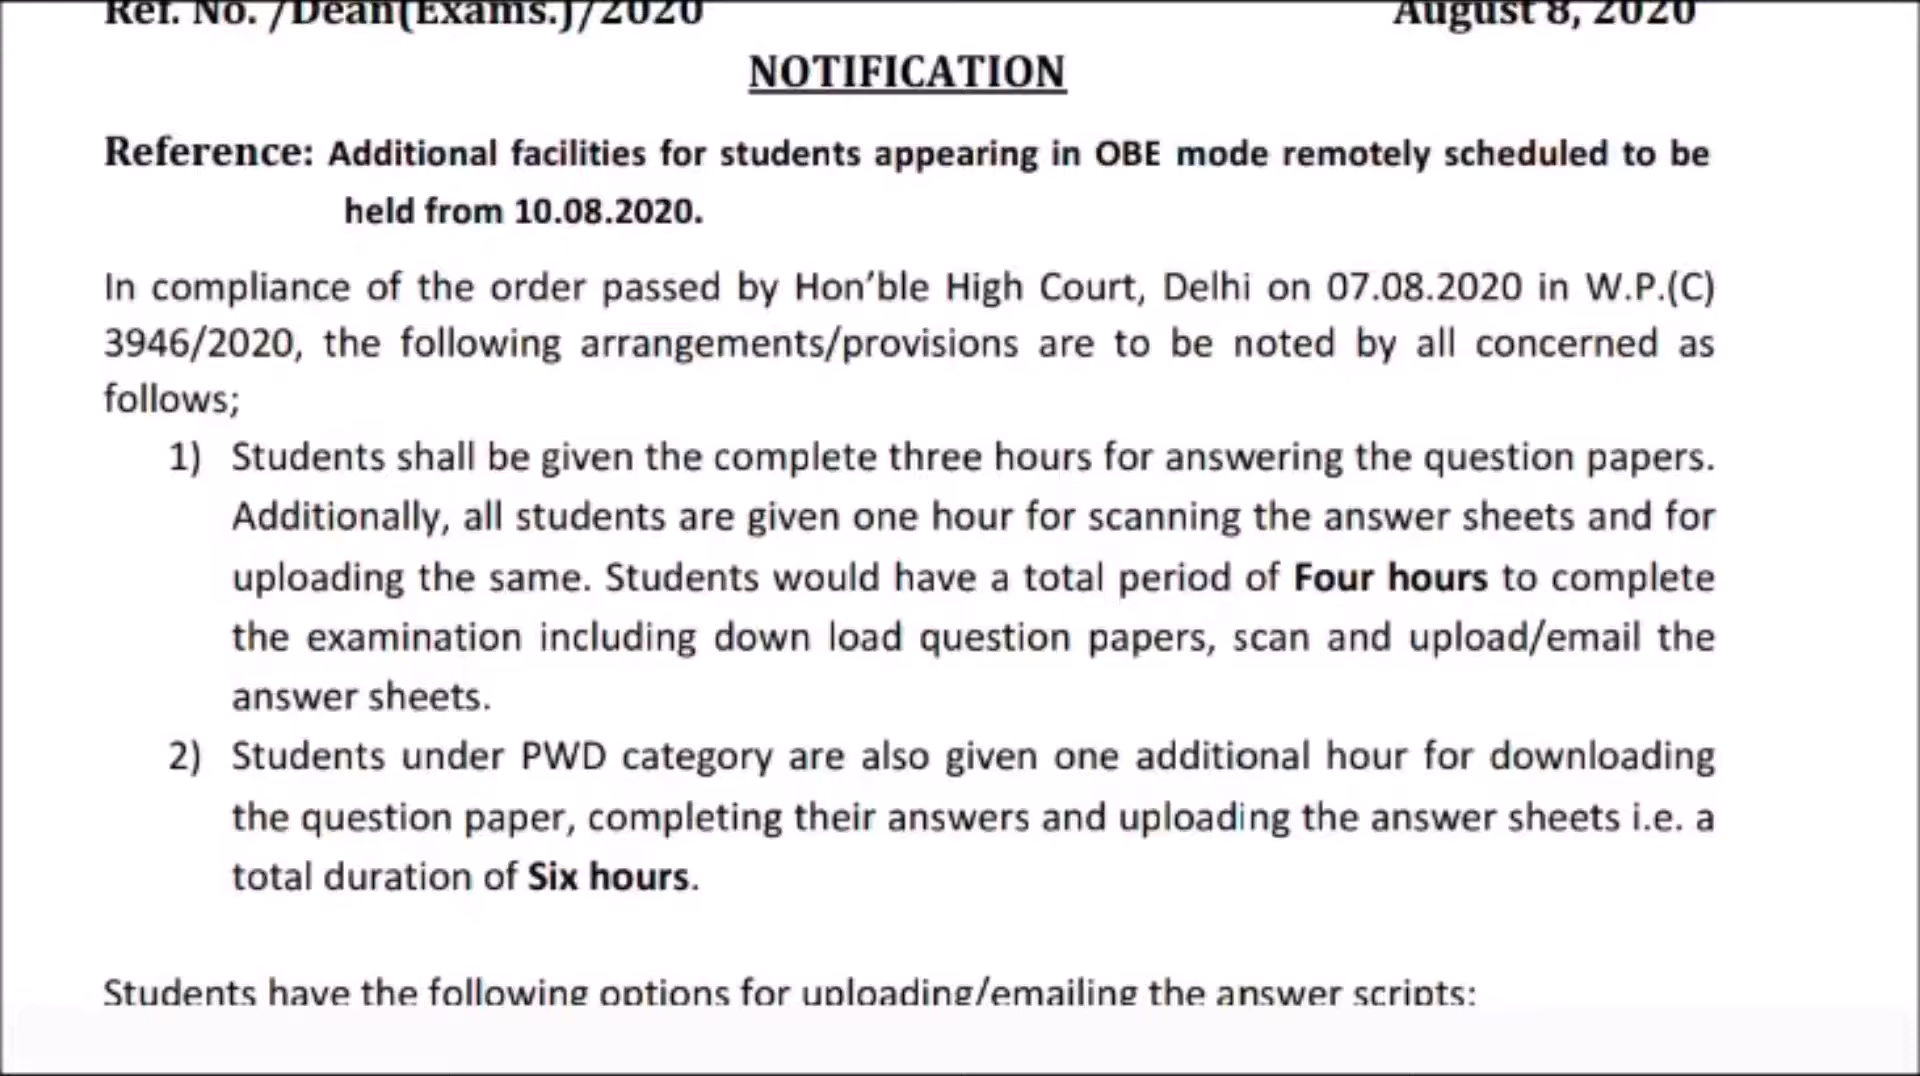 Ref. No. /Dean(Exams.)/2020 August 8, 2020
NOTIFICATION
Reference: Additional facilities for students appearing in OBE mode remotely scheduled to be
held from 10.08.2020.
In compliance of the order passed by Hon’ble High Court, Delhi on 07.08.2020 in W.P.(C)
3946/2020, the following arrangements/provisions are to be noted by all concerned as
follows;
1) Students shall be given the complete three hours for answering the question papers.
Additionally, all students are given one hour for scanning the answer sheets and for
uploading the same. Students would have a total period of Four hours to complete
the examination including down load question papers, scan and upload/email the
answer sheets.
2) Students under PWD category are also given one additional hour for downloading
the question paper, completing their answers and uploading the answer sheets i.e. a
total duration of Six hours.
Students have the following options for uploading/emailing the answer scripts: